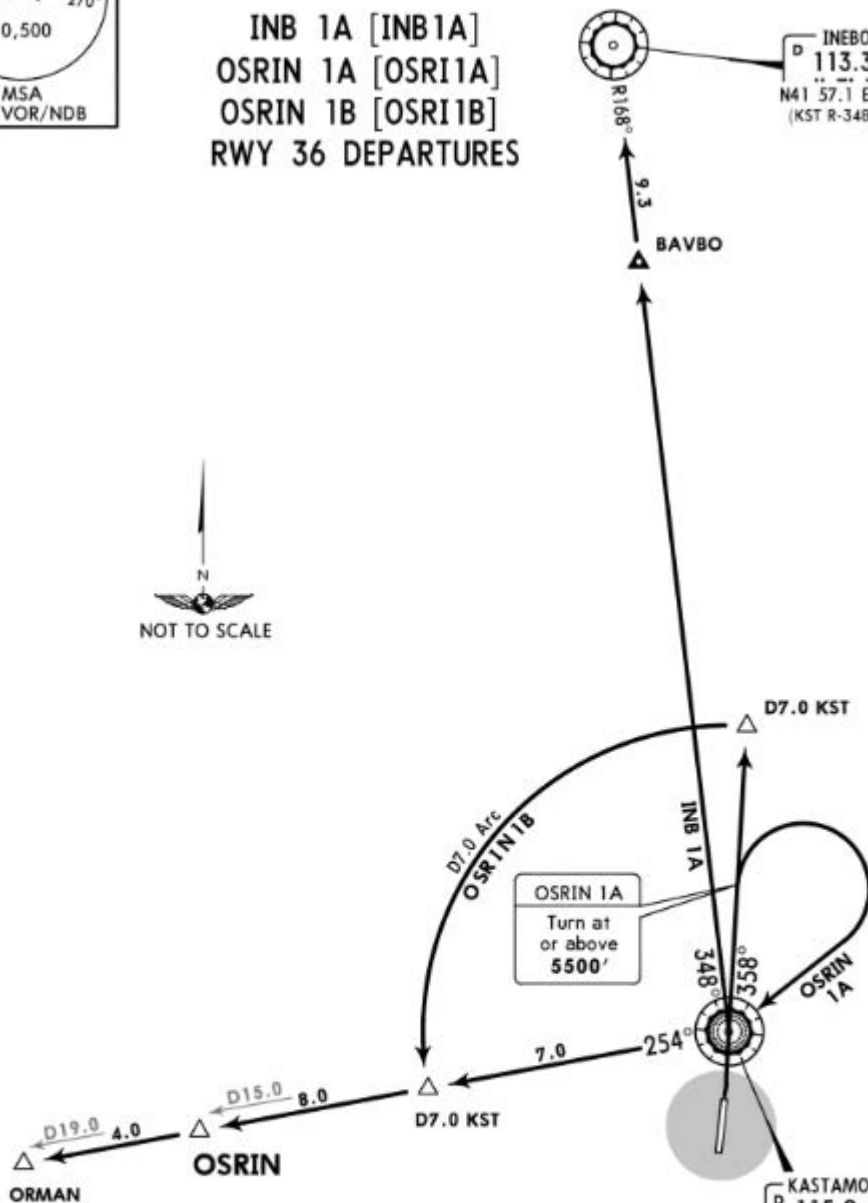 270°
0,500
MSA
VOR/NDB
INB 1A [INB1A]
OSRIN 1A [OSRI1A]
OSRIN 1B [OSRI1B]
RWY 36 DEPARTURES
INEBO
D 113.3
N41 57.1 E
(KST R-348
R168°
9.3
BAVBO
N
NOT TO SCALE
D7.0 KST
D7.0 Arc
OSRIN 1B
INB 1A
OSRIN 1A
Turn at
or above
5500'
348°
358°
OSRIN
1A
254°
7.0
D7.0 KST
D15.0 8.0
OSRIN
D19.0 4.0
ORMAN
KASTAMO